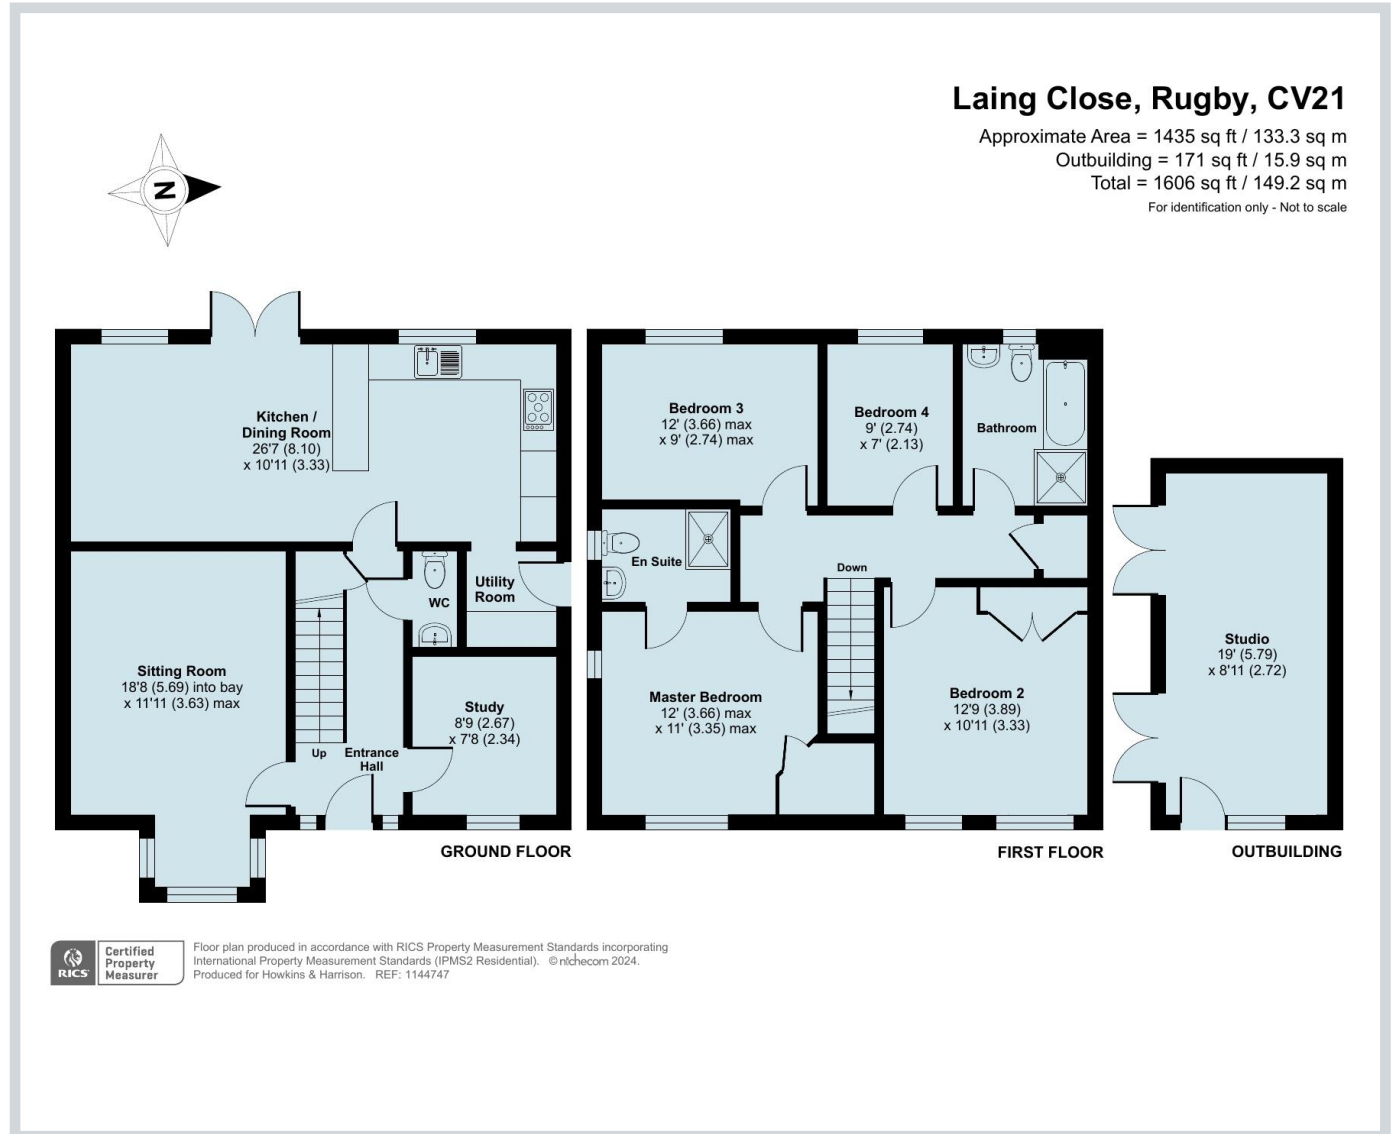 Laing Close, Rugby, CV21
Approximate Area = 1435 sq ft / 133.3 sq m
Outbuilding = 171 sq ft / 15.9 sq m
Total = 1606 sq ft / 149.2 sq m
For identification only - Not to scale
N
Kitchen /
Dining Room
26'7 (8.10)
x 10'11 (3.33)
Sitting Room
18'8 (5.69) into bay
x 11'11 (3.63) max
Up
Entrance
Hall
WC
Utility
Room
Study
8'9 (2.67)
x 7'8 (2.34)
GROUND FLOOR
Bedroom 3
12' (3.66) max
x 9' (2.74) max
Bedroom 4
9' (2.74)
x 7' (2.13)
Bathroom
En Suite
Down
Master Bedroom
12' (3.66) max
x 11' (3.35) max
Bedroom 2
12'9 (3.89)
x 10'11 (3.33)
FIRST FLOOR
Studio
19' (5.79)
x 8'11 (2.72)
OUTBUILDING
RICS
Certified
Property
Measurer
Floor plan produced in accordance with RICS Property Measurement Standards incorporating
International Property Measurement Standards (IPMS2 Residential). © nichecom 2024.
Produced for Howkins & Harrison. REF: 1144747